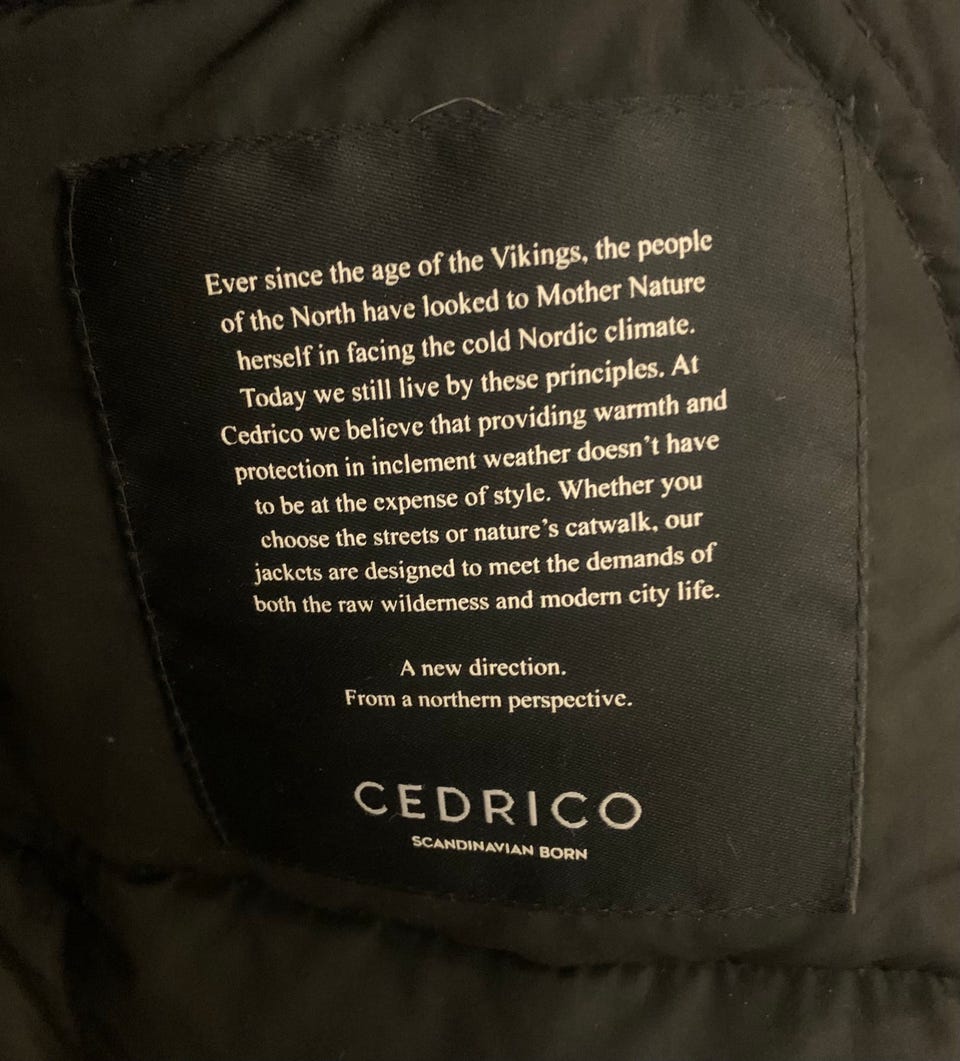 Ever since the age of the Vikings, the people
of the North have looked to Mother Nature
herself in facing the cold Nordic climate.
Today we still live by these principles. At
Cedrico we believe that providing warmth and
protection in inclement weather doesn't have
to be at the expense of style. Whether you
choose the streets or nature's catwalk, our
jackets are designed to meet the demands of
both the raw wilderness and modern city life.
A new direction.
From a northern perspective.
CEDRICO
SCANDINAVIAN BORN